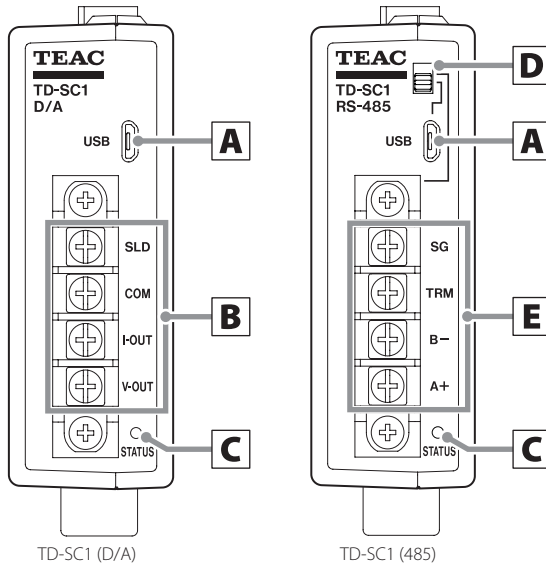 TEAC
TD-SC1
D/A
USB
A
SLD
COM
I-OUT
V-OUT
B
STATUS
C
TD-SC1 (D/A)
TEAC
TD-SC1
RS-485
D
USB
A
SG
TRM
B−
A+
E
STATUS
C
TD-SC1 (485)